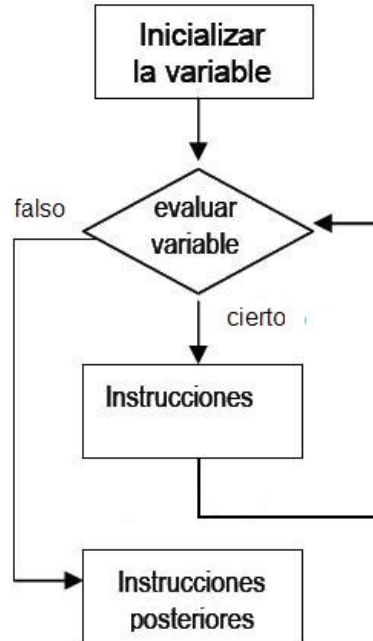 Inicializar
la variable
falso
evaluar
variable
cierto
Instrucciones
Instrucciones
posteriores